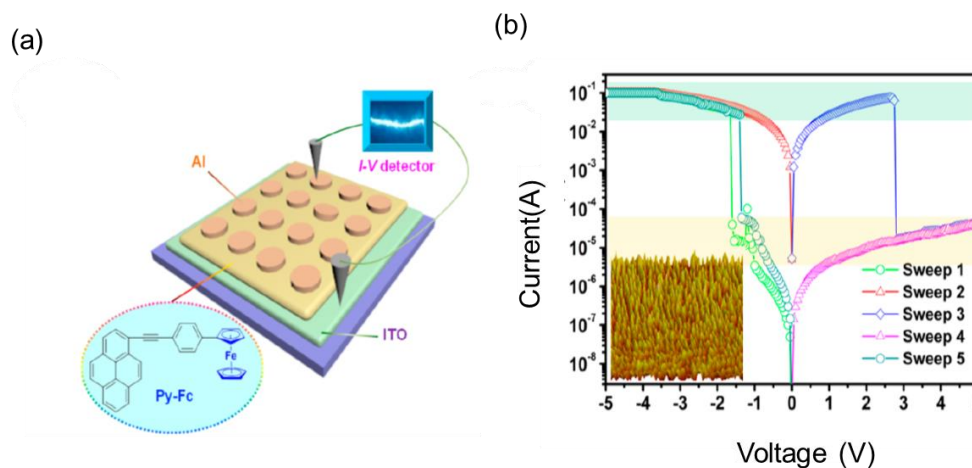 (a)
Al
I-V detector
ITO
Fe
Py-Fc
(b)
Current(A)
10⁻¹
10⁻²
10⁻³
10⁻⁴
10⁻⁵
10⁻⁶
10⁻⁷
10⁻⁸
Sweep 1
Sweep 2
Sweep 3
Sweep 4
Sweep 5
-5 -4 -3 -2 -1 0 1 2 3 4 5
Voltage (V)